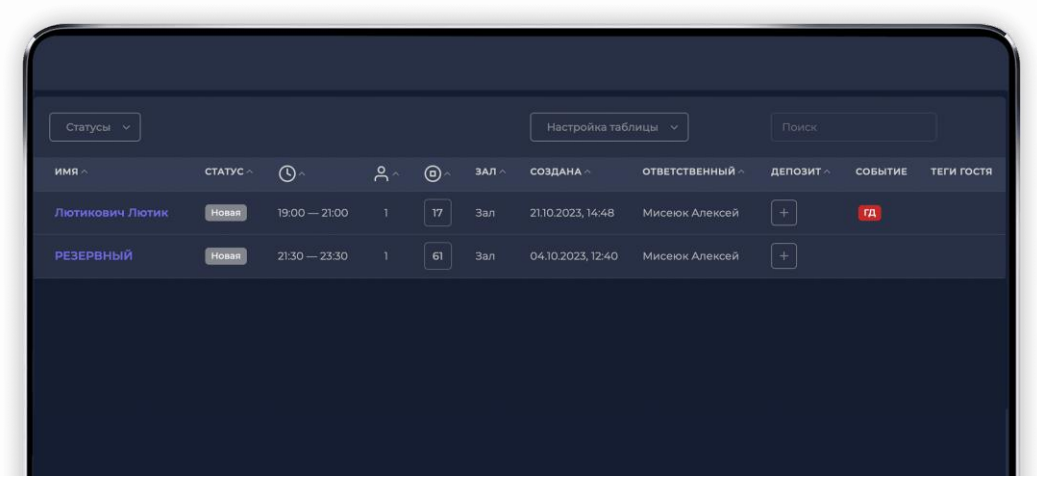 Статусы
Настройка таблицы
Поиск
ИМЯ СТАТУС ЗАЛ СОЗДАНА ОТВЕТСТВЕННЫЙ ДЕПОЗИТ СОБЫТИЕ ТЕГИ ГОСТЯ
Лютикович Лютик Новая 19:00 — 21:00 1 17 Зал 21.10.2023, 14:48 Мисеюк Алексей + ГД
РЕЗЕРВНЫЙ Новая 21:30 — 23:30 1 61 Зал 04.10.2023, 12:40 Мисеюк Алексей +